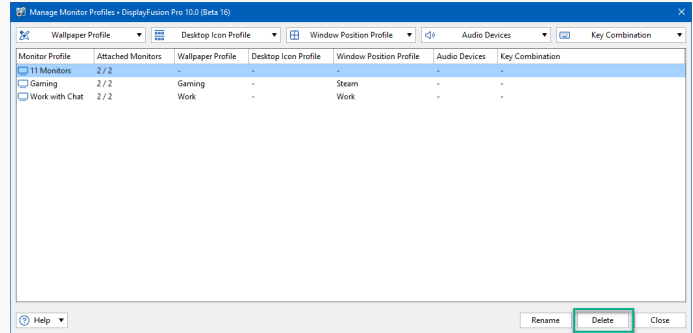 Manage Monitor Profiles • DisplayFusion Pro 10.0 (Beta 16)
Wallpaper Profile Desktop Icon Profile Window Position Profile Audio Devices Key Combination
Monitor Profile Attached Monitors Wallpaper Profile Desktop Icon Profile Window Position Profile Audio Devices Key Combination
11 Monitors 2 / 2 - - - - -
Gaming 2 / 2 Gaming - Steam - -
Work with Chat 2 / 2 Work - Work - -
Help Rename Delete Close